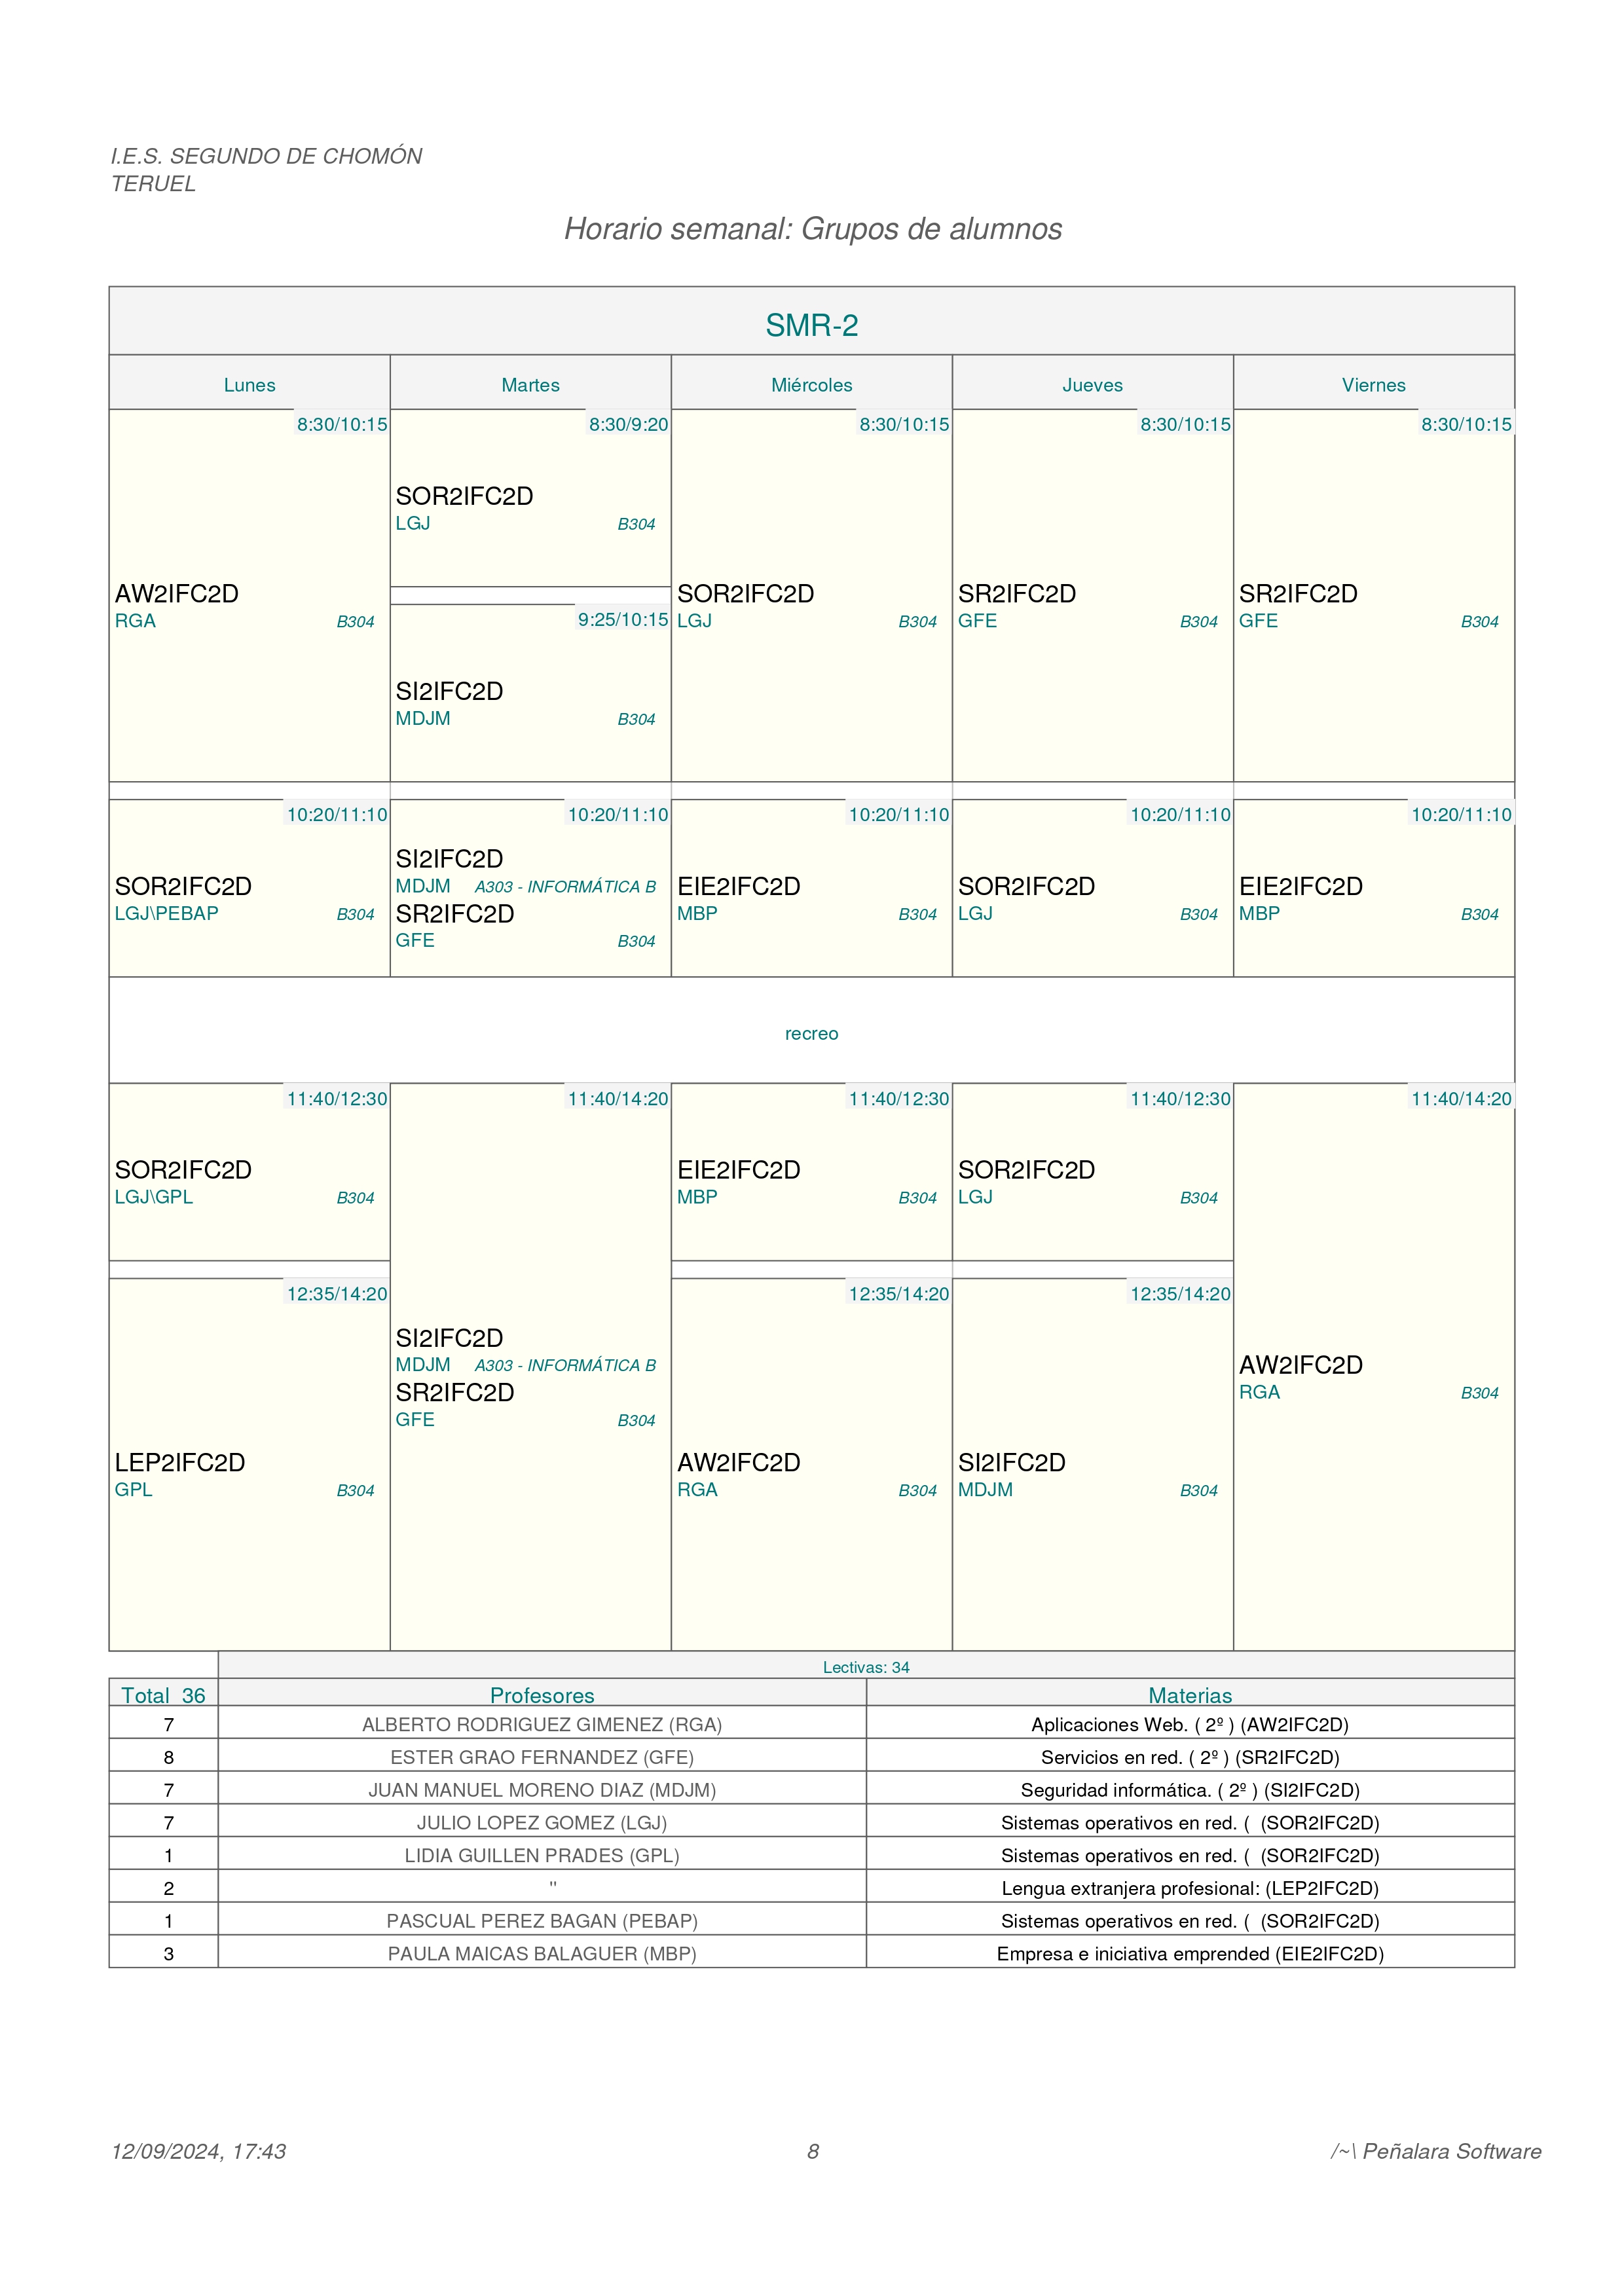 I.E.S. SEGUNDO DE CHOMÓN
TERUEL
Horario semanal: Grupos de alumnos
SMR-2
Lunes Martes Miércoles Jueves Viernes
8:30/10:15 8:30/9:20 8:30/10:15 8:30/10:15 8:30/10:15
SOR2IFC2D
LGJ B304
AW2IFC2D SOR2IFC2D SR2IFC2D SR2IFC2D
RGA B304 9:25/10:15 LGJ B304 GFE B304 GFE B304
SI2IFC2D
MDJM B304
10:20/11:10 10:20/11:10 10:20/11:10 10:20/11:10 10:20/11:10
SI2IFC2D
SOR2IFC2D MDJM A303 - INFORMÁTICA B EIE2IFC2D SOR2IFC2D EIE2IFC2D
LGJ\PEBAP B304 SR2IFC2D MBP B304 LGJ B304 MBP B304
GFE B304
recreo
11:40/12:30 11:40/14:20 11:40/12:30 11:40/12:30 11:40/14:20
SOR2IFC2D EIE2IFC2D SOR2IFC2D
LGJ\GPL B304 MBP B304 LGJ B304
12:35/14:20 12:35/14:20 12:35/14:20
SI2IFC2D
MDJM A303 - INFORMÁTICA B AW2IFC2D
SR2IFC2D RGA B304
GFE B304
LEP2IFC2D AW2IFC2D SI2IFC2D
GPL B304 RGA B304 MDJM B304
Lectivas: 34
Total 36 Profesores Materias
7 ALBERTO RODRIGUEZ GIMENEZ (RGA) Aplicaciones Web. ( 2º ) (AW2IFC2D)
8 ESTER GRAO FERNANDEZ (GFE) Servicios en red. ( 2º ) (SR2IFC2D)
7 JUAN MANUEL MORENO DIAZ (MDJM) Seguridad informática. ( 2º ) (SI2IFC2D)
7 JULIO LOPEZ GOMEZ (LGJ) Sistemas operativos en red. ( (SOR2IFC2D)
1 LIDIA GUILLEN PRADES (GPL) Sistemas operativos en red. ( (SOR2IFC2D)
2 " Lengua extranjera profesional: (LEP2IFC2D)
1 PASCUAL PEREZ BAGAN (PEBAP) Sistemas operativos en red. ( (SOR2IFC2D)
3 PAULA MAICAS BALAGUER (MBP) Empresa e iniciativa emprended (EIE2IFC2D)
12/09/2024, 17:43 8 /~\ Peñalara Software